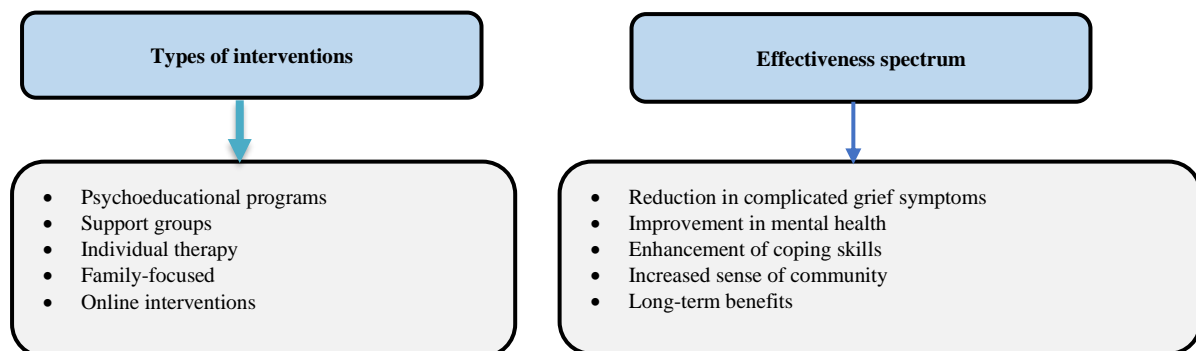 Types of interventions
• Psychoeducational programs
• Support groups
• Individual therapy
• Family-focused
• Online interventions
Effectiveness spectrum
• Reduction in complicated grief symptoms
• Improvement in mental health
• Enhancement of coping skills
• Increased sense of community
• Long-term benefits